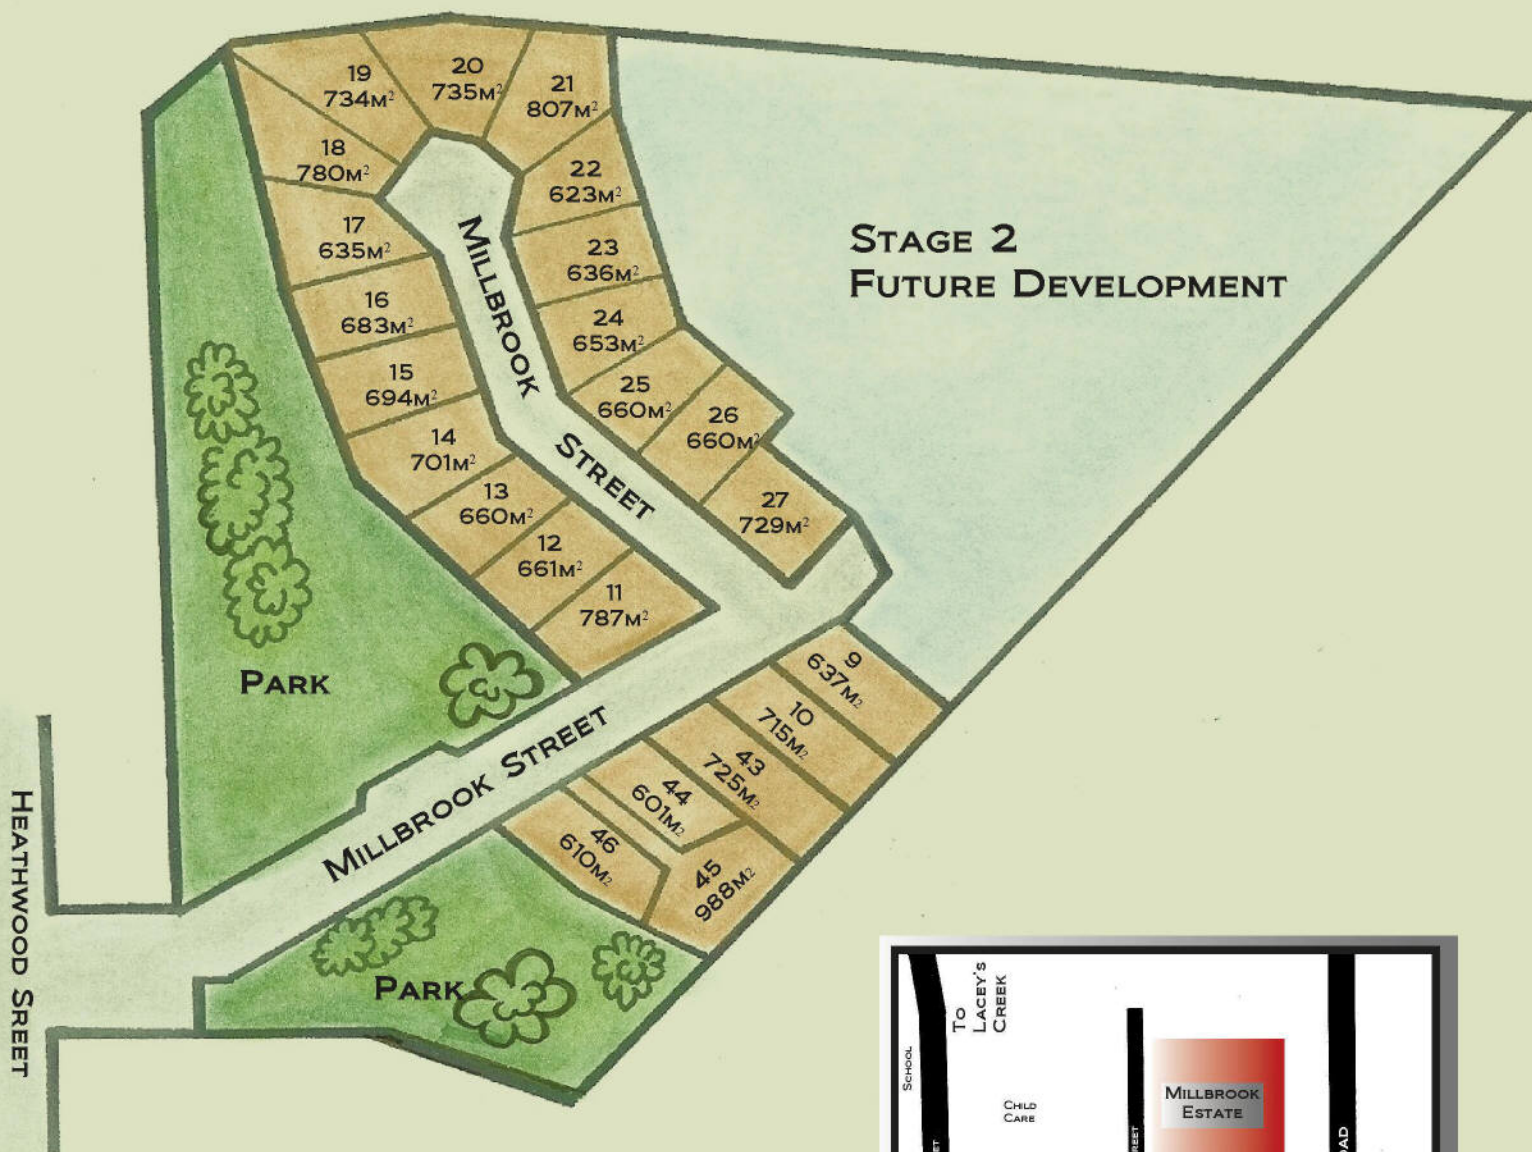 19
734M²
20
735M²
21
807M²
18
780M²
22
623M²
17
635M²
23
636M²
16
683M²
24
653M²
15
694M²
25
660M²
26
660M²
14
701M²
13
660M²
27
729M²
12
661M²
11
787M²
MILLBROOK
STREET
STAGE 2
FUTURE DEVELOPMENT
PARK
9
637M2
10
715M2
43
725M2
44
601M2
46
610M2
45
988M2
MILLBROOK STREET
HEATHWOOD SREET
PARK
TO
LACEY'S
CREEK
SCHOOL
CHILD
CARE
MILLBROOK
ESTATE